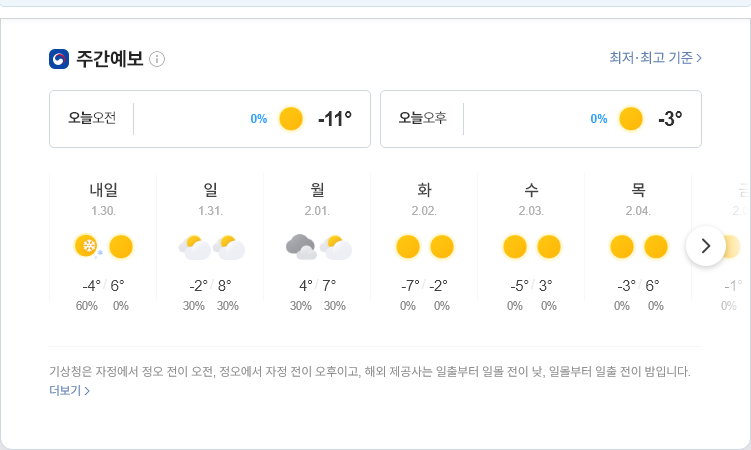 주간예보
최저·최고 기준
오늘오전 0% -11°
오늘오후 0% -3°
내일 일 월 화 수 목 금
1.30. 1.31. 2.01. 2.02. 2.03. 2.04.
-4° / 6° -2° / 8° 4° / 7° -7° / -2° -5° / 3° -3° / 6° -1°
60% 0% 30% 30% 30% 30% 0% 0% 0% 0% 0% 0% 0%
기상청은 자정에서 정오 전이 오전, 정오에서 자정 전이 오후이고, 해외 제공사는 일출부터 일몰 전이 낮, 일몰부터 일출 전이 밤입니다.
더보기